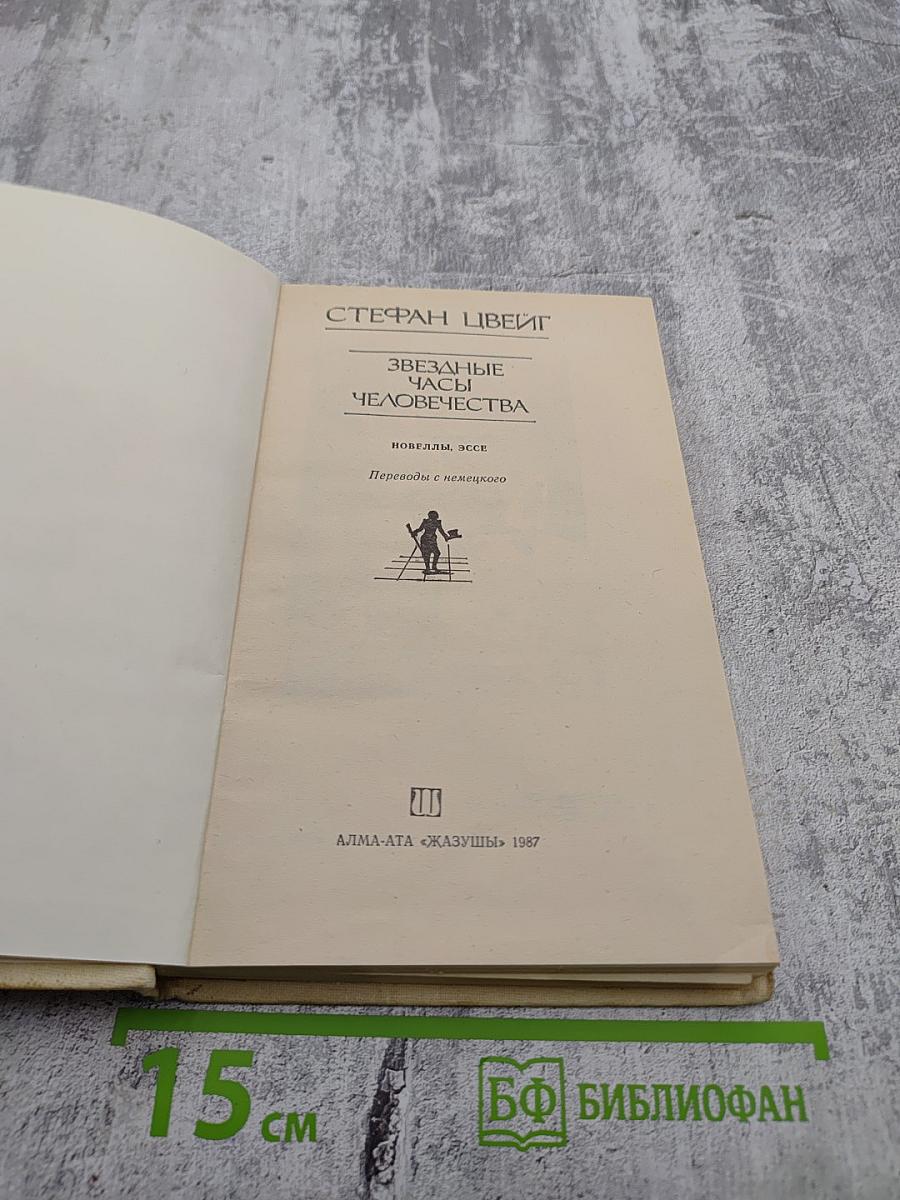 СТЕФАН ЦВЕЙГ
ЗВЕЗДНЫЕ
ЧАСЫ
ЧЕЛОВЕЧЕСТВА
НОВЕЛЛЫ, ЭССЕ
Переводы с немецкого
АЛМА-АТА «ЖАЗУШЫ» 1987
15 см
БФ БИБЛИОФАН